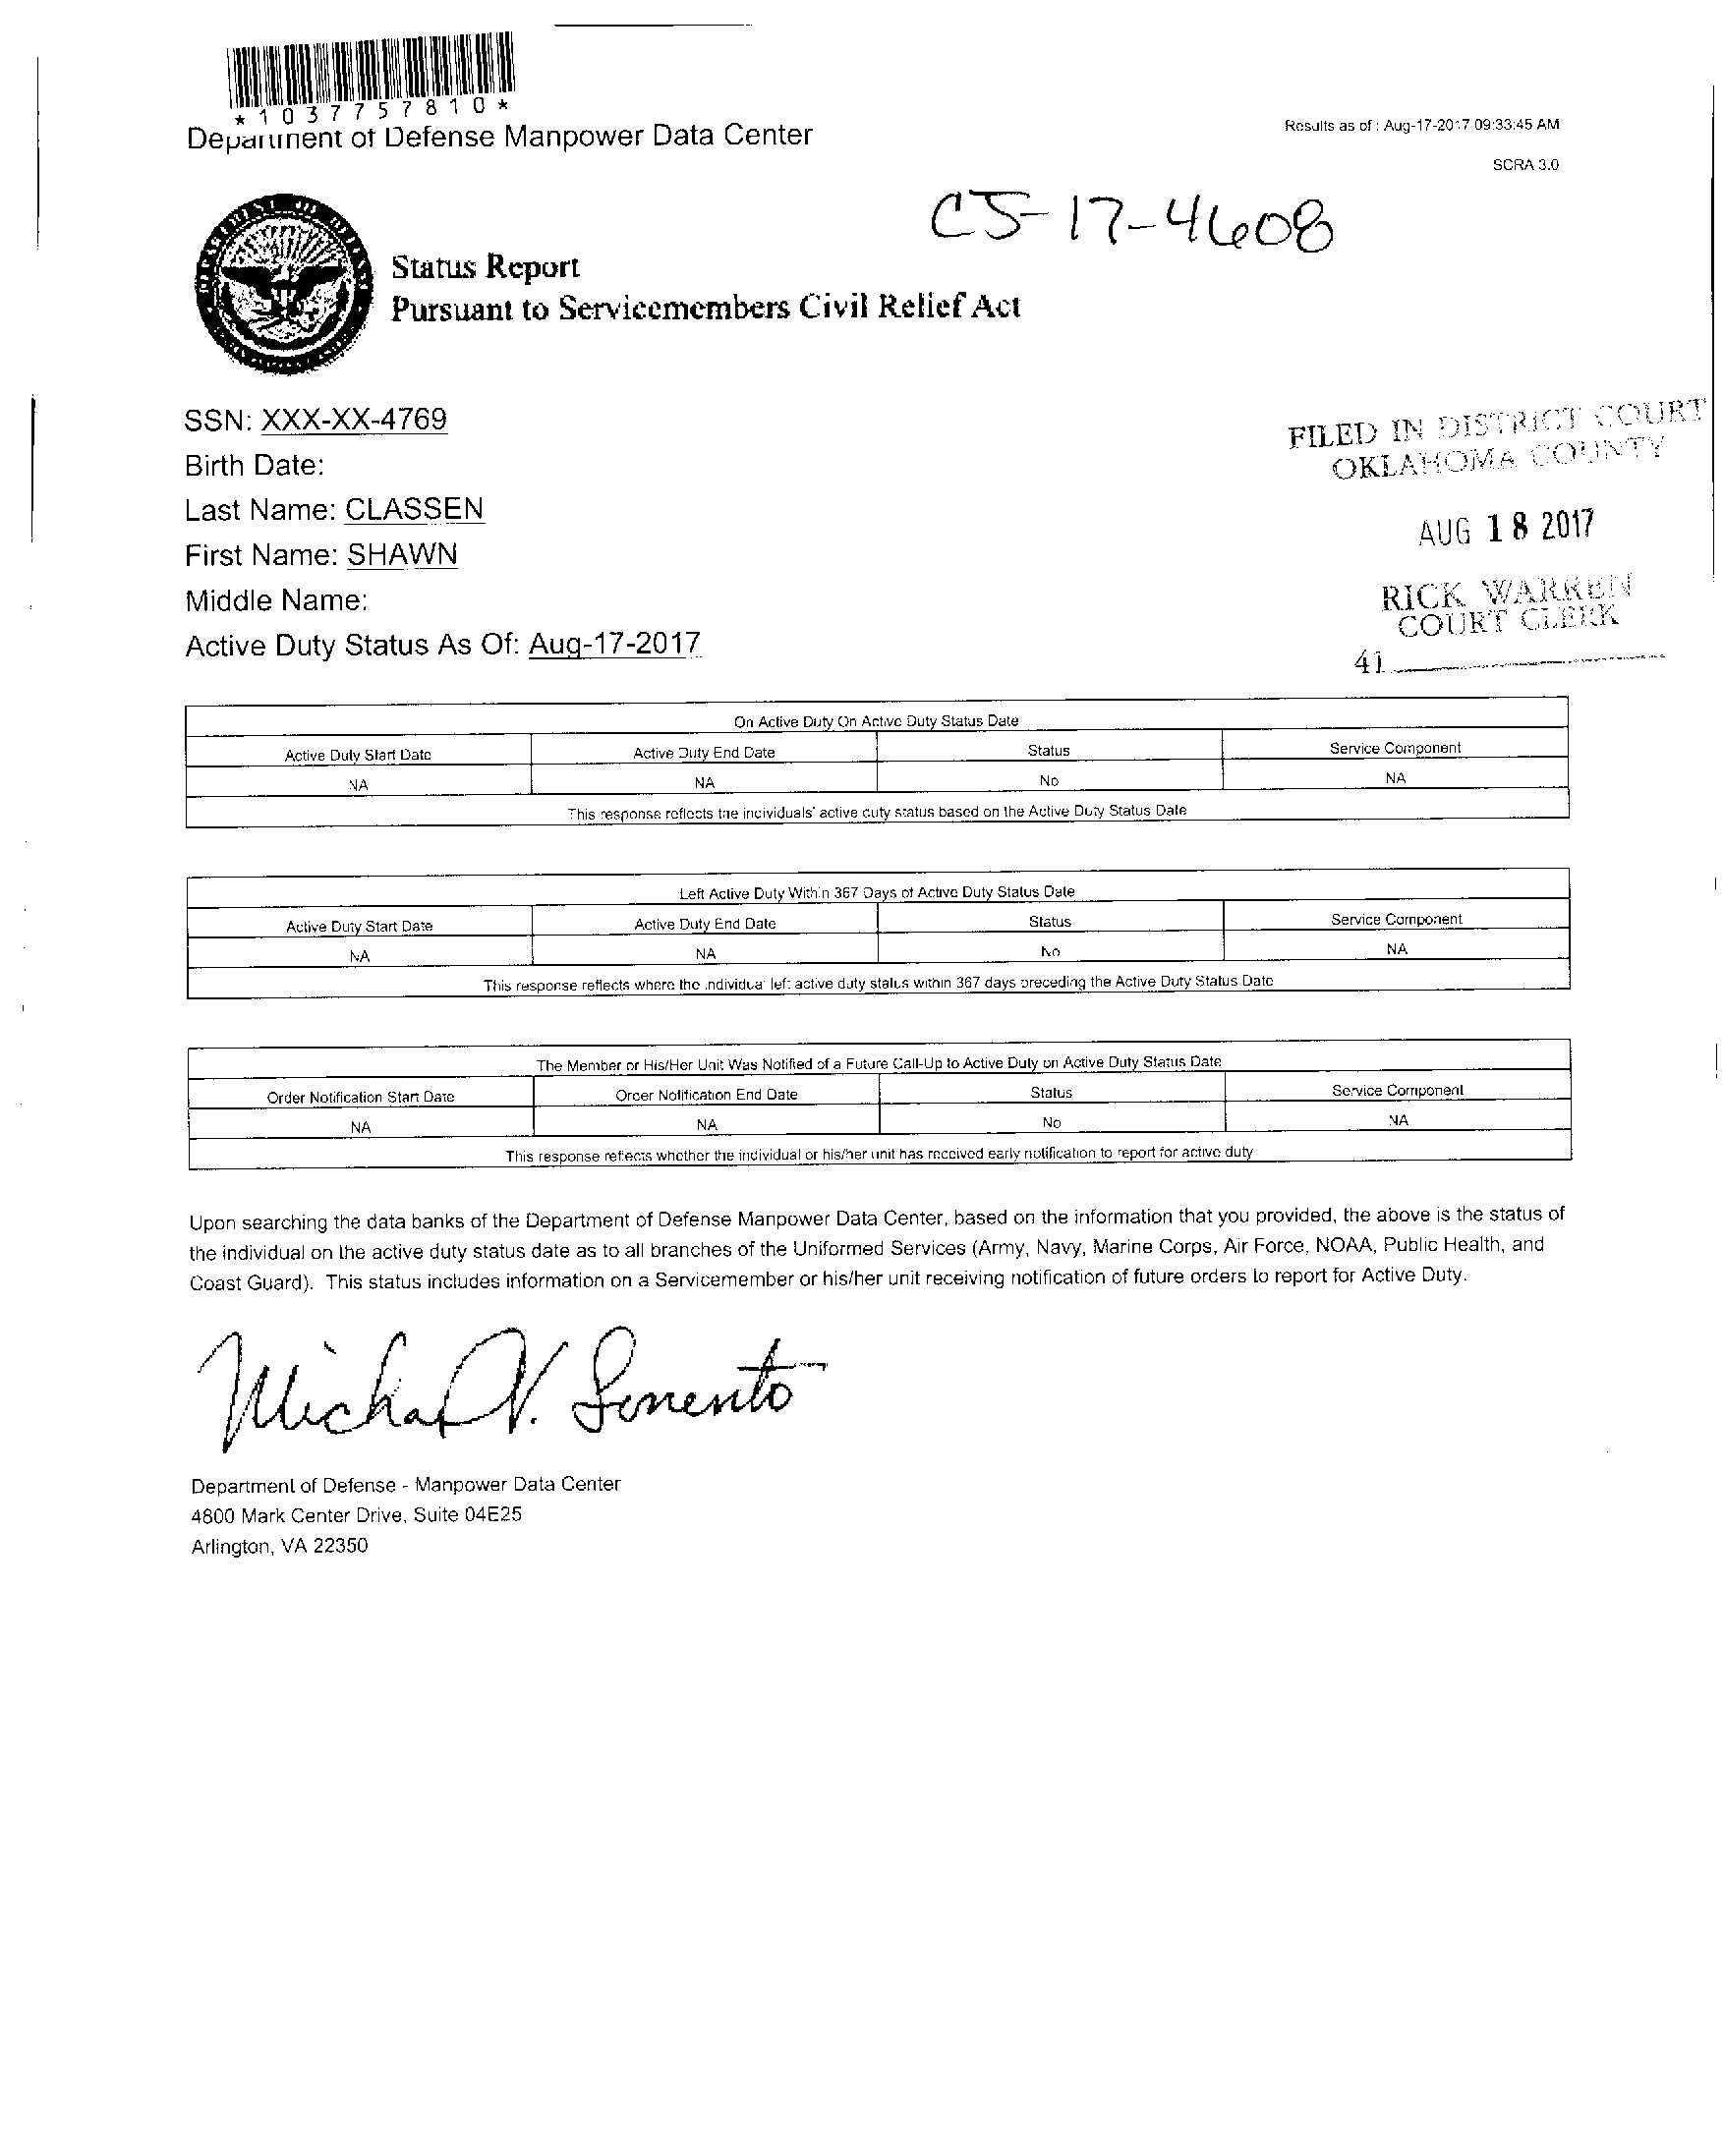 *1037757810*
Department of Defense Manpower Data Center
Results as of : Aug-17-2017 09:33:45 AM
SCRA 3.0
CJ-17-4608
Status Report
Pursuant to Servicemembers Civil Relief Act
SSN: XXX-XX-4769
Birth Date:
Last Name: CLASSEN
First Name: SHAWN
Middle Name:
Active Duty Status As Of: Aug-17-2017
FILED IN DISTRICT COURT
OKLAHOMA COUNTY
AUG 18 2017
RICK WARREN
COURT CLERK
41
On Active Duty On Active Duty Status Date
Active Duty Start Date Active Duty End Date Status Service Component
NA NA No NA
This response reflects the individuals' active duty status based on the Active Duty Status Date
Left Active Duty Within 367 Days of Active Duty Status Date
Active Duty Start Date Active Duty End Date Status Service Component
NA NA No NA
This response reflects where the individual left active duty status within 367 days preceding the Active Duty Status Date
The Member or His/Her Unit Was Notified of a Future Call-Up to Active Duty on Active Duty Status Date
Order Notification Start Date Order Notification End Date Status Service Component
NA NA No NA
This response reflects whether the individual or his/her unit has received early notification to report for active duty
Upon searching the data banks of the Department of Defense Manpower Data Center, based on the information that you provided, the above is the status of
the individual on the active duty status date as to all branches of the Uniformed Services (Army, Navy, Marine Corps, Air Force, NOAA, Public Health, and
Coast Guard). This status includes information on a Servicemember or his/her unit receiving notification of future orders to report for Active Duty.
Michael V. Sorrento
Department of Defense - Manpower Data Center
4800 Mark Center Drive, Suite 04E25
Arlington, VA 22350